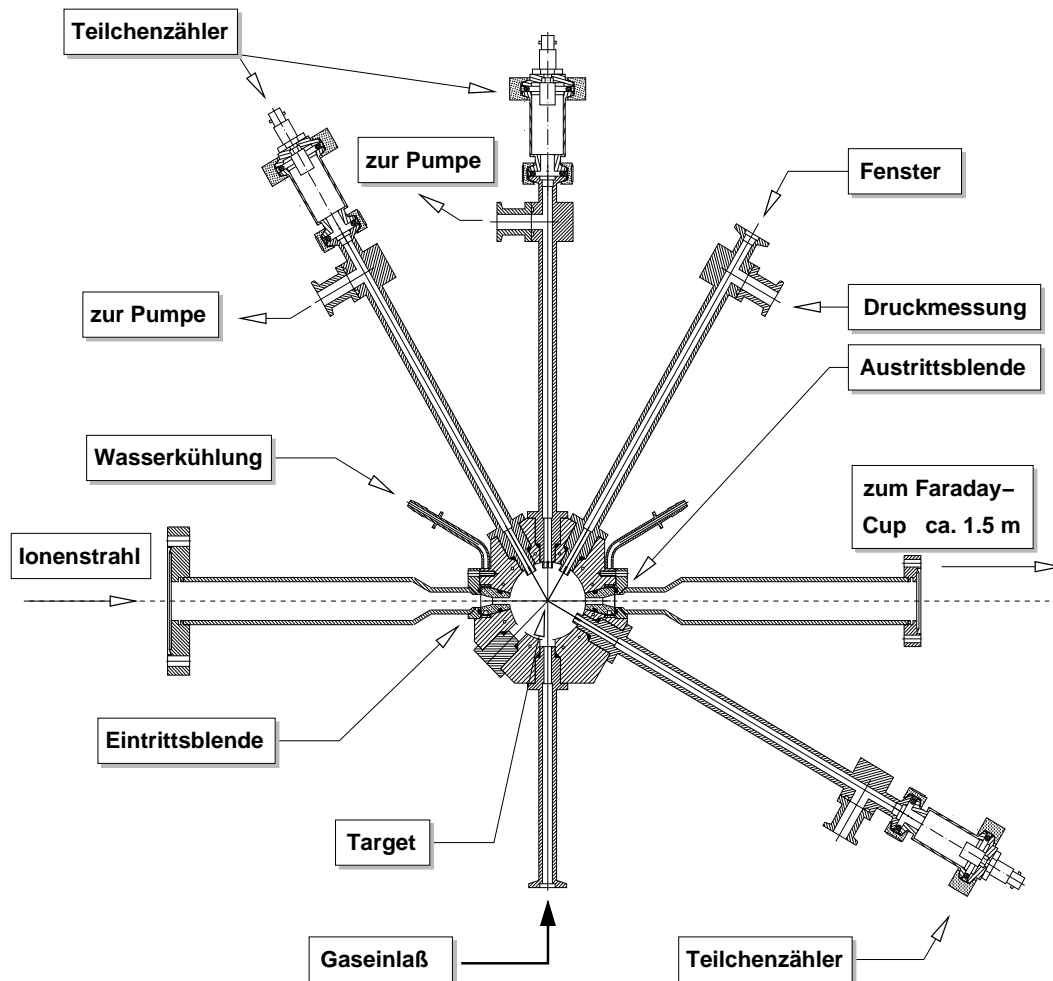 Teilchenzähler
zur Pumpe
Fenster
zur Pumpe
Druckmessung
Austrittsblende
Wasserkühlung
zum Faraday–
Cup ca. 1.5 m
Ionenstrahl
Eintrittsblende
Target
Gaseinlaß
Teilchenzähler